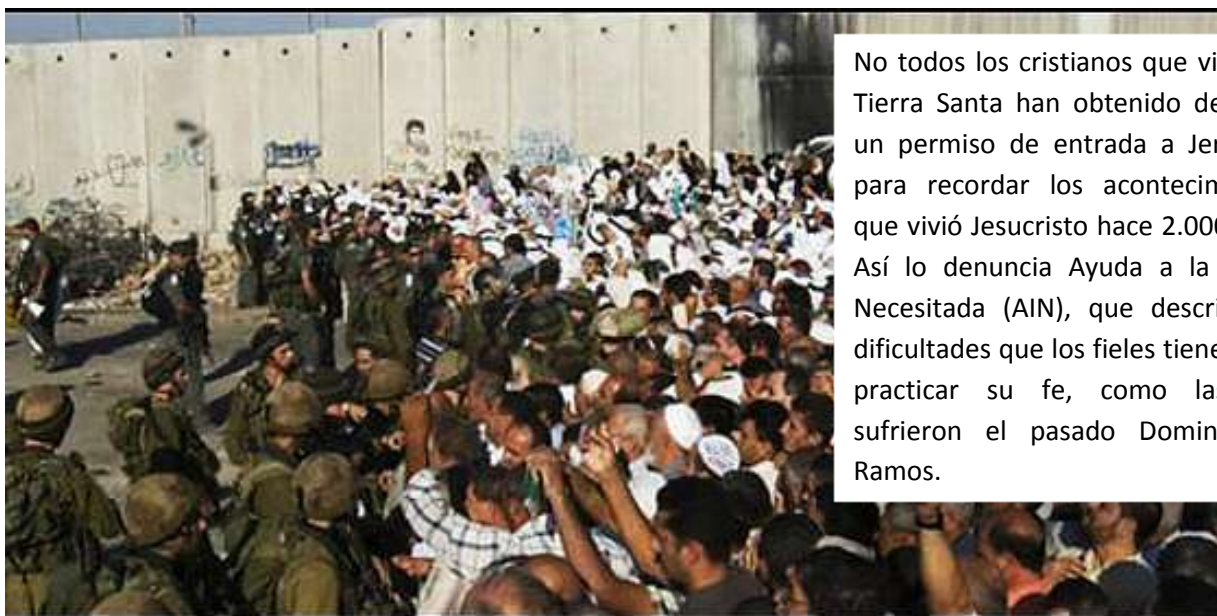 No todos los cristianos que vi
Tierra Santa han obtenido de
un permiso de entrada a Jer
para recordar los acontecim
que vivió Jesucristo hace 2.000
Así lo denuncia Ayuda a la
Necesitada (AIN), que descri
dificultades que los fieles tiene
practicar su fe, como la
sufrieron el pasado Domin
Ramos.